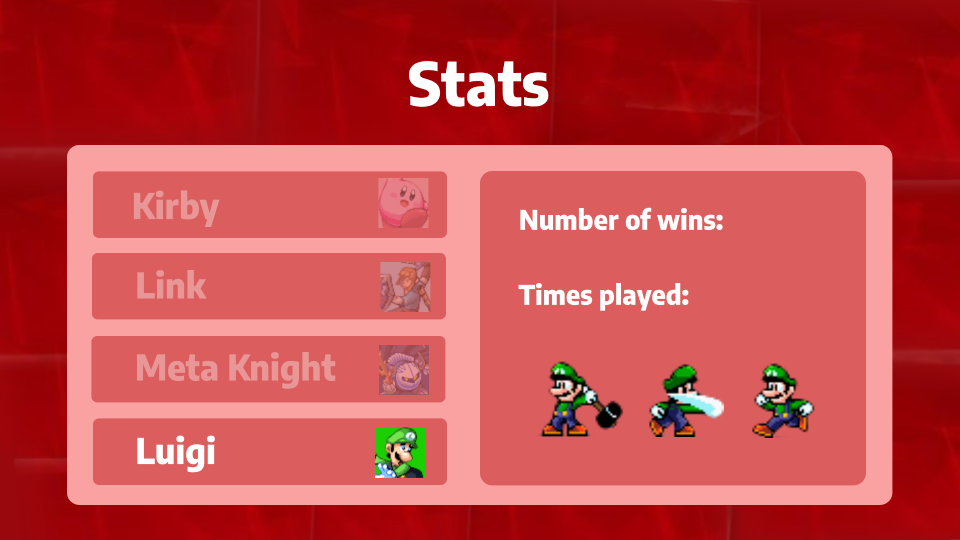 Stats
Kirby
Link
Meta Knight
Luigi
Number of wins:
Times played: